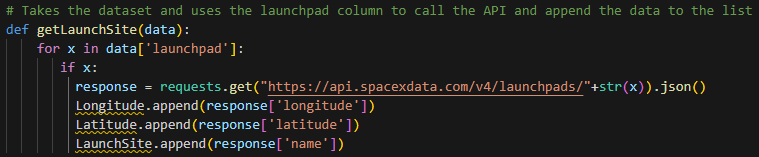 # Takes the dataset and uses the launchpad column to call the API and append the data to the list
def getLaunchSite(data):
    for x in data['launchpad']:
        if x:
          response = requests.get("https://api.spacexdata.com/v4/launchpads/"+str(x)).json()
          Longitude.append(response['longitude'])
          Latitude.append(response['latitude'])
          LaunchSite.append(response['name'])